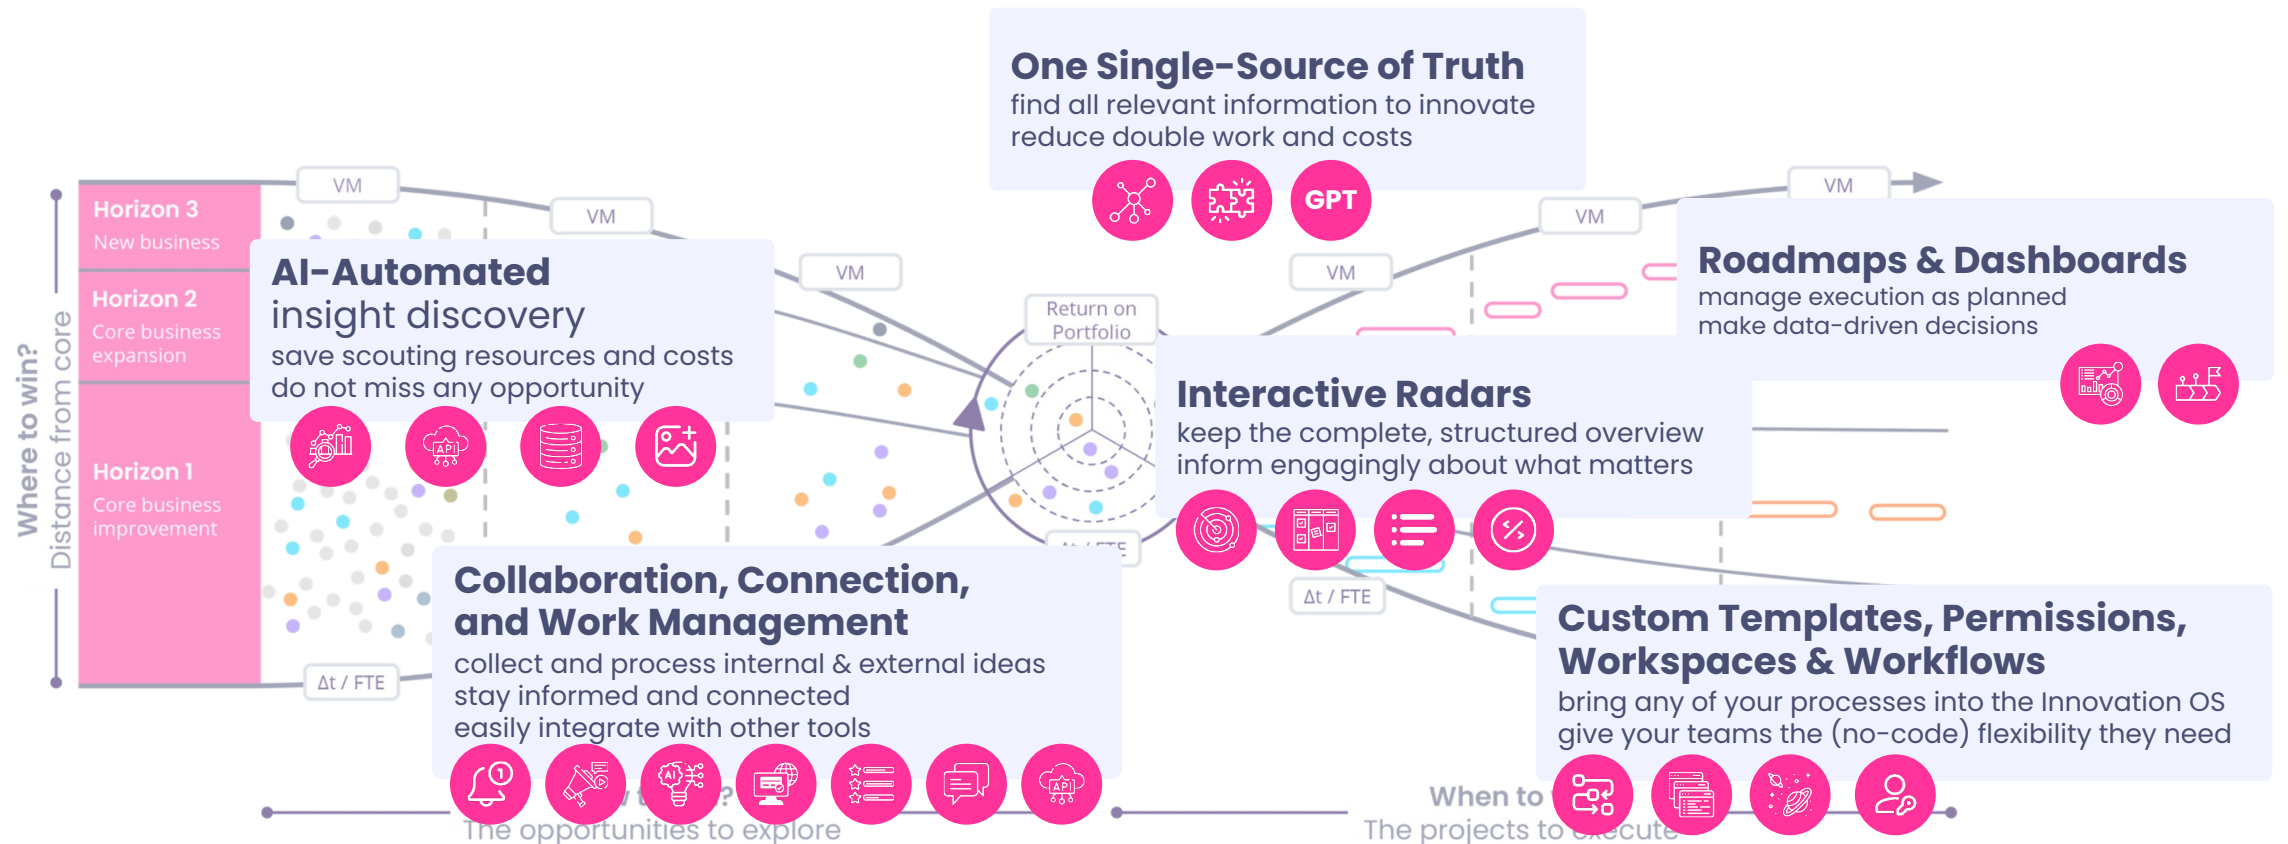 One Single-Source of Truth
find all relevant information to innovate
reduce double work and costs
GPT
VM
VM
VM
VM
VM
VM
Where to win?
Distance from core
Horizon 3
New business
Horizon 2
Core business
expansion
Horizon 1
Core business
improvement
AI-Automated
insight discovery
save scouting resources and costs
do not miss any opportunity
API
Return on
Portfolio
Roadmaps & Dashboards
manage execution as planned
make data-driven decisions
Interactive Radars
keep the complete, structured overview
inform engagingly about what matters
Δt / FTE
Δt / FTE
Δt / FTE
Collaboration, Connection,
and Work Management
collect and process internal & external ideas
stay informed and connected
easily integrate with other tools
1
AI
API
Custom Templates, Permissions,
Workspaces & Workflows
bring any of your processes into the Innovation OS
give your teams the (no-code) flexibility they need
The opportunities to explore
When to
The projects to execute